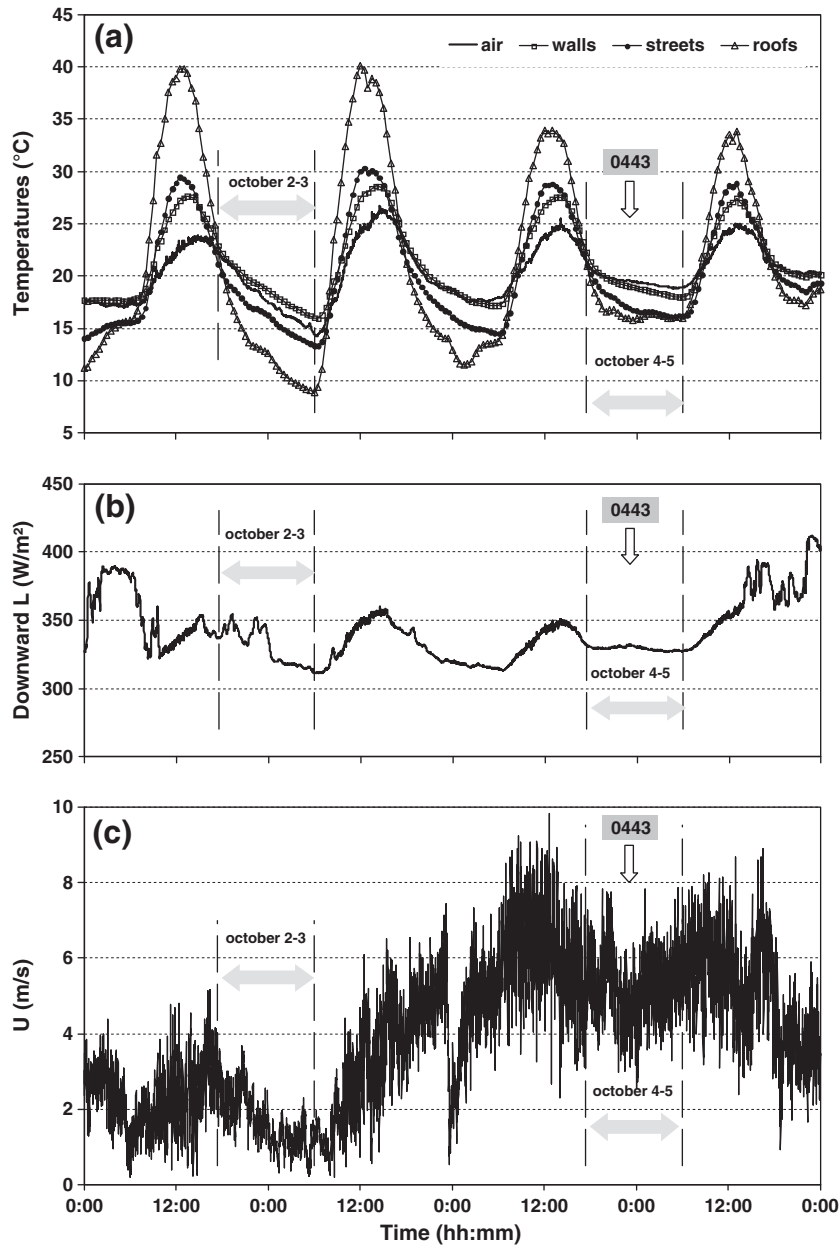 (a)
air walls streets roofs
Temperatures (°C)
45
40
35
30
25
20
15
10
5
october 2-3
0443
october 4-5
(b)
Downward L (W/m²)
450
400
350
300
250
october 2-3
0443
october 4-5
(c)
U (m/s)
10
8
6
4
2
0
october 2-3
0443
october 4-5
0:00 12:00 0:00 12:00 0:00 12:00 0:00 12:00 0:00
Time (hh:mm)